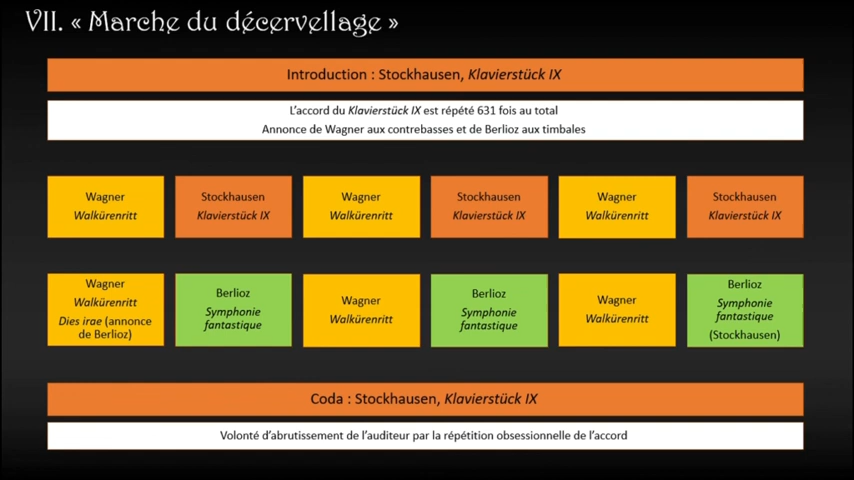 VII. « Marche du décervellage »
Introduction : Stockhausen, Klavierstück IX
L'accord du Klavierstück IX est répété 631 fois au total
Annonce de Wagner aux contrebasses et de Berlioz aux timbales
Wagner
Walkürenritt
Stockhausen
Klavierstück IX
Wagner
Walkürenritt
Stockhausen
Klavierstück IX
Wagner
Walkürenritt
Stockhausen
Klavierstück IX
Wagner
Walkürenritt
Dies irae (annonce
de Berlioz)
Berlioz
Symphonie
fantastique
Wagner
Walkürenritt
Berlioz
Symphonie
fantastique
Wagner
Walkürenritt
Berlioz
Symphonie
fantastique
(Stockhausen)
Coda : Stockhausen, Klavierstück IX
Volonté d'abrutissement de l'auditeur par la répétition obsessionnelle de l'accord